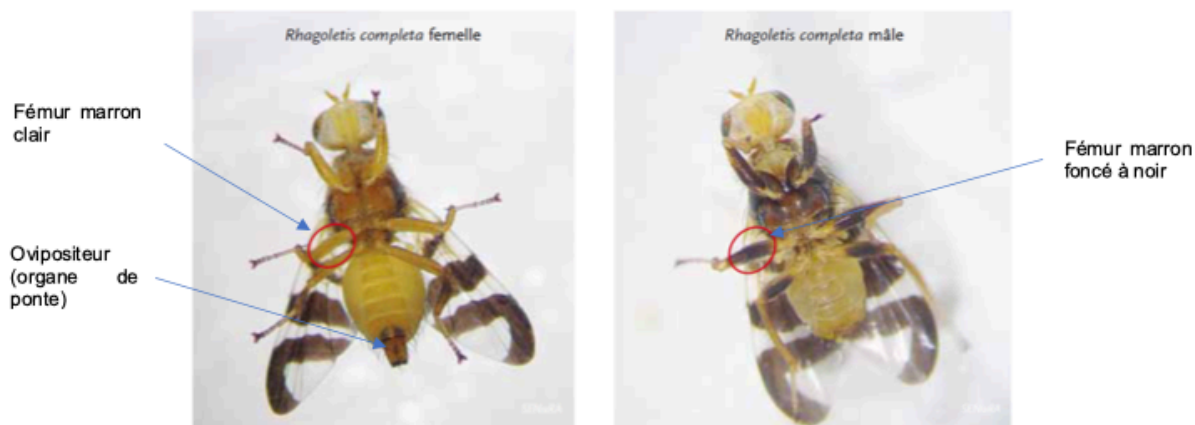 Rhagoletis completa femelle
Rhagoletis completa mâle
Fémur marron
clair
Ovipositeur
(organe de
ponte)
Fémur marron
foncé à noir